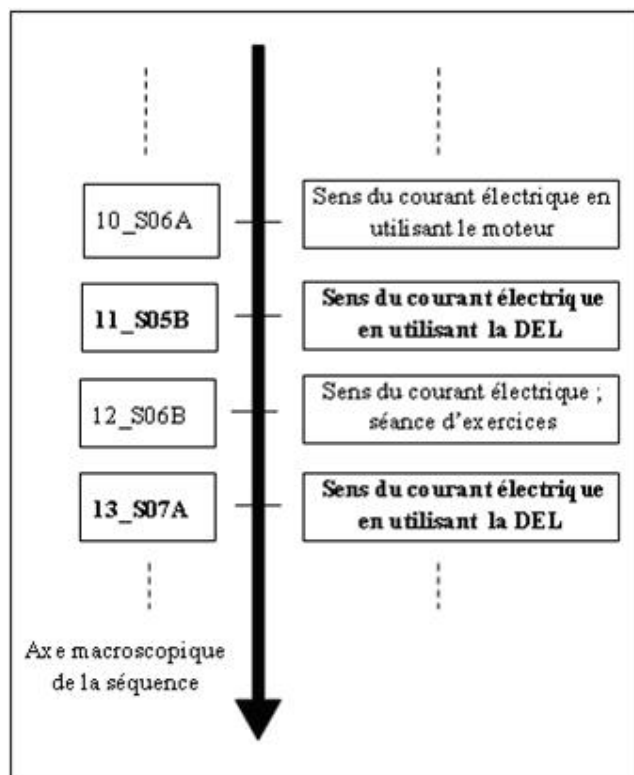 10_S06A
Sens du courant électrique en
utilisant le moteur
11_S05B
Sens du courant électrique
en utilisant la DEL
12_S06B
Sens du courant électrique ;
séance d'exercices
13_S07A
Sens du courant électrique
en utilisant la DEL
Axe macroscopique
de la séquence